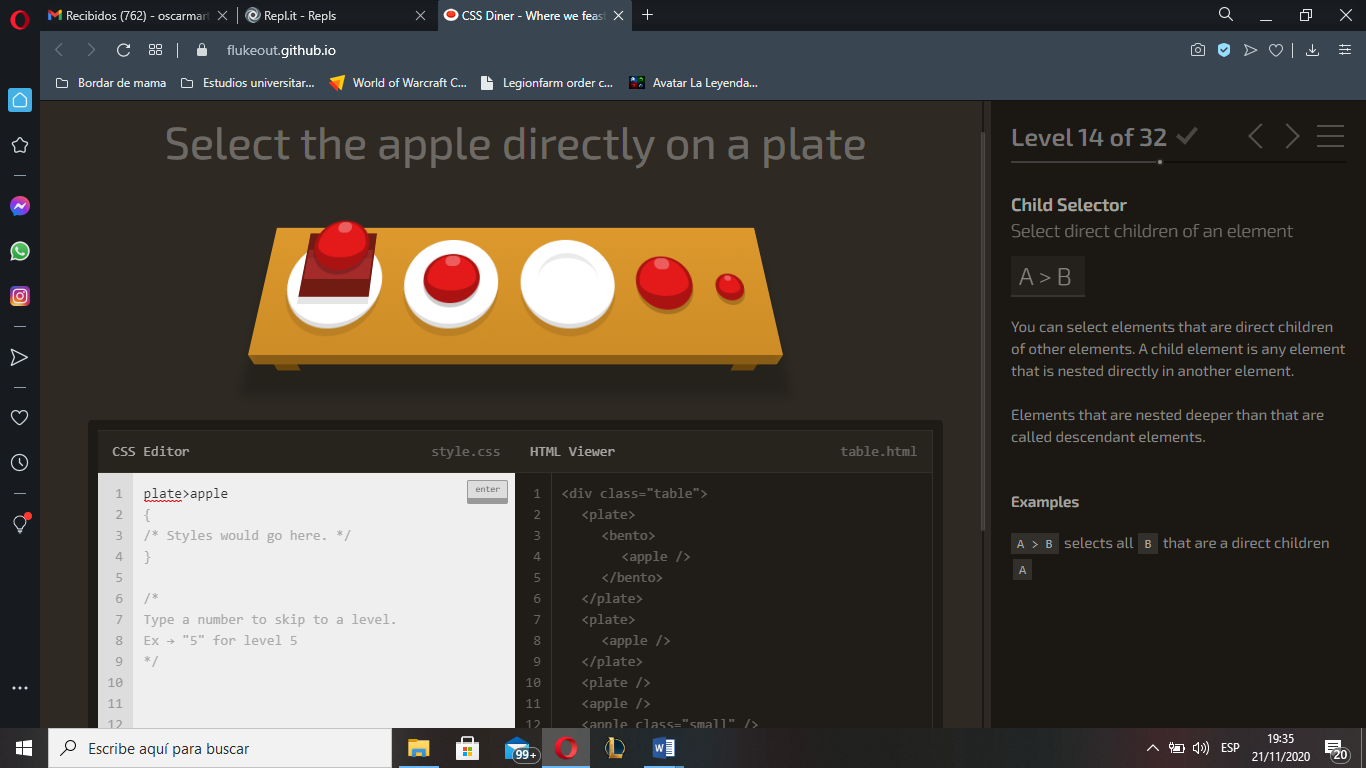 Recibidos (762) - oscarmar
Repl.it - Repls
CSS Diner - Where we feas
flukeout.github.io
Bordar de mama
Estudios universitar...
World of Warcraft C...
Legionfarm order c...
Avatar La Leyenda...
Select the apple directly on a plate
CSS Editor
style.css
1 plate>apple
enter
2 {
3 /* Styles would go here. */
4 }
5
6 /*
7 Type a number to skip to a level.
8 Ex → "5" for level 5
9 */
10
11
12
HTML Viewer
table.html
1 <div class="table">
2 <plate>
3 <bento>
4 <apple />
5 </bento>
6 </plate>
7 <plate>
8 <apple />
9 </plate>
10 <plate />
11 <apple />
12 <apple class="small" />
Level 14 of 32
Child Selector
Select direct children of an element
A > B
You can select elements that are direct children
of other elements. A child element is any element
that is nested directly in another element.
Elements that are nested deeper than that are
called descendant elements.
Examples
A > B selects all B that are a direct children
A
Escribe aquí para buscar
99+
ESP
19:35
21/11/2020
20